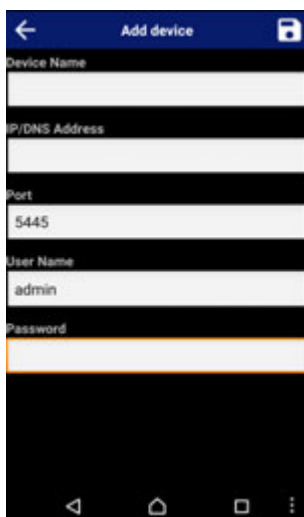 Add device
Device Name
IP/DNS Address
Port
5445
User Name
admin
Password